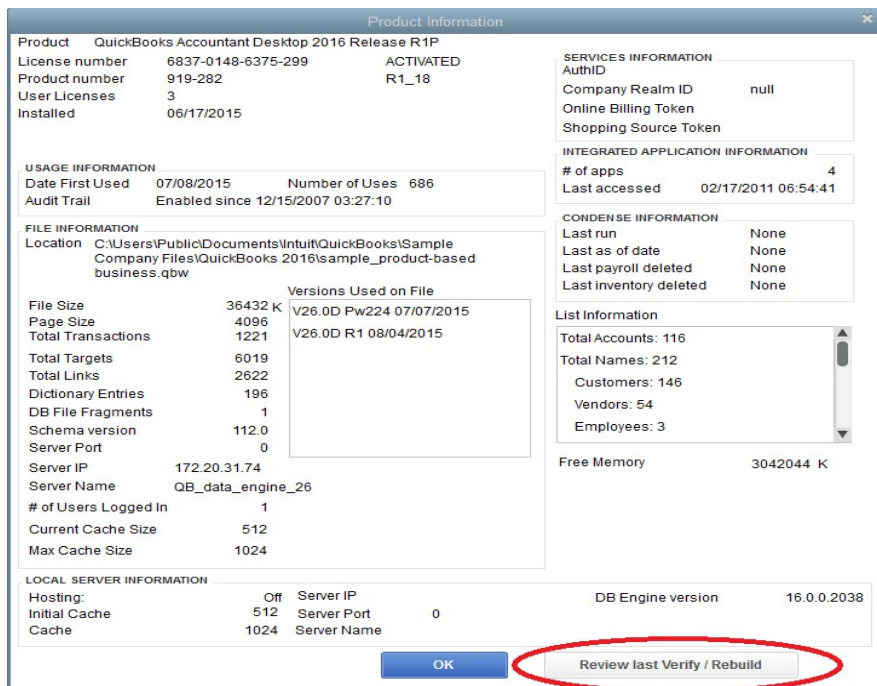 Product Information
Product QuickBooks Accountant Desktop 2016 Release R1P
License number 6837-0148-6375-299 ACTIVATED
Product number 919-282 R1_18
User Licenses 3
Installed 06/17/2015
USAGE INFORMATION
Date First Used 07/08/2015 Number of Uses 686
Audit Trail Enabled since 12/15/2007 03:27:10
FILE INFORMATION
Location C:\Users\Public\Documents\Intuit\QuickBooks\Sample
Company Files\QuickBooks 2016\sample_product-based
business.qbw
Versions Used on File
File Size 36432 K
Page Size 4096
Total Transactions 1221
Total Targets 6019
Total Links 2622
Dictionary Entries 196
DB File Fragments 1
Schema version 112.0
Server Port 0
V26.0D Pw224 07/07/2015
V26.0D R1 08/04/2015
Server IP 172.20.31.74
Server Name QB_data_engine_26
# of Users Logged In 1
Current Cache Size 512
Max Cache Size 1024
SERVICES INFORMATION
AuthID
Company Realm ID null
Online Billing Token
Shopping Source Token
INTEGRATED APPLICATION INFORMATION
# of apps 4
Last accessed 02/17/2011 06:54:41
CONDENSE INFORMATION
Last run None
Last as of date None
Last payroll deleted None
Last inventory deleted None
List Information
Total Accounts: 116
Total Names: 212
Customers: 146
Vendors: 54
Employees: 3
Free Memory 3042044 K
LOCAL SERVER INFORMATION
Hosting: Off Server IP DB Engine version 16.0.0.2038
Initial Cache 512 Server Port 0
Cache 1024 Server Name
OK Review last Verify / Rebuild